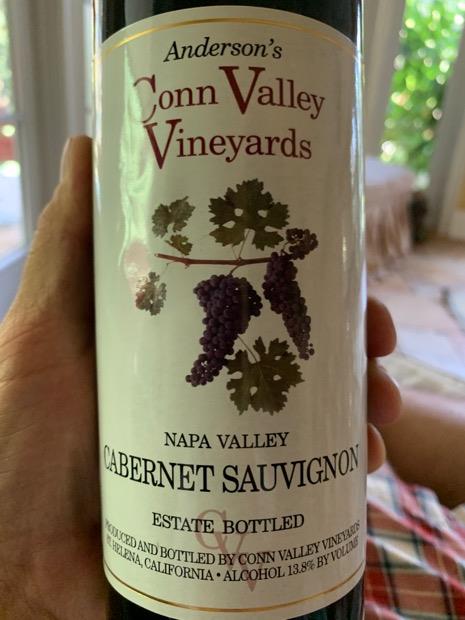 Anderson's
Conn Valley
Vineyards
NAPA VALLEY
CABERNET SAUVIGNON
ESTATE BOTTLED
CV
PRODUCED AND BOTTLED BY CONN VALLEY VINEYARDS
ST. HELENA, CALIFORNIA • ALCOHOL 13.8% BY VOLUME